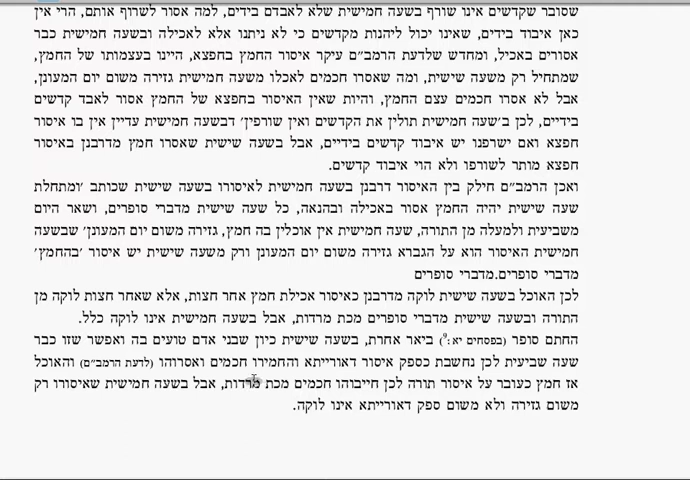 שסובר שקדשים אינו שורף בשעה חמישית שלא לאבדם בידים, למה אסור לשרוף אותם, הרי אין
כאן איבוד בידים, שאינו יכול ליהנות מקדשים כי לא ניתנו אלא לאכילה ובשעה חמישית כבר
אסורים באכיל, ומחדש שלדעת הרמב״ם עיקר איסור החמץ בחפצא, היינו בעצמותו של החמץ,
שמתחיל רק משעה שישית, ומה שאסרו חכמים לאכלו משעה חמישית גזירה משום יום המעונן,
אבל לא אסרו חכמים עצם החמץ, והיות שאין האיסור בחפצא של החמץ אסור לאבד קדשים
בידיים, לכן ב׳שעה חמישית תולין את הקדשים ואין שורפין׳ דבשעה חמישית עדיין אין בו איסור
חפצא ואם ישרפנו יש איבוד קדשים בידיים, אבל בשעה שישית שאסרו חמץ מדרבנן באיסור
חפצא מותר לשורפו ולא הוי איבוד קדשים.
ואכן הרמב״ם חילק בין האיסור דרבנן בשעה חמישית לאיסורו בשעה שישית שכותב ׳ומתחלת
שעה שישית יהיה החמץ אסור באכילה ובהנאה, כל שעה שישית מדברי סופרים, ושאר היום
משביעית ולמעלה מן התורה, שעה חמישית אין אוכלין בה חמץ, גזירה משום יום המעונן׳ שבשעה
חמישית האיסור הוא על הגברא גזירה משום יום המעונן ורק משעה שישית יש איסור ׳בהחמץ׳
מדברי סופרים.מדברי סופרים
לכן האוכל בשעה שישית לוקה מדרבנן כאיסור אכילת חמץ אחר חצות, אלא שאחר חצות לוקה מן
התורה ובשעה שישית מדברי סופרים מכת מרדות, אבל בשעה חמישית אינו לוקה כלל.
החתם סופר (בפסחים יא:⁹) ביאר אחרת, בשעה שישית כיון שבני אדם טועים בה ואפשר שזו כבר
שעה שביעית לכן נחשבת כספק איסור דאורייתא והחמירו חכמים ואסרוהו (לדעת הרמב״ם) והאוכל
אז חמץ כעובר על איסור תורה לכן חייבוהו חכמים מכת מרדות, אבל בשעה חמישית שאיסורו רק
משום גזירה ולא משום ספק דאורייתא אינו לוקה.